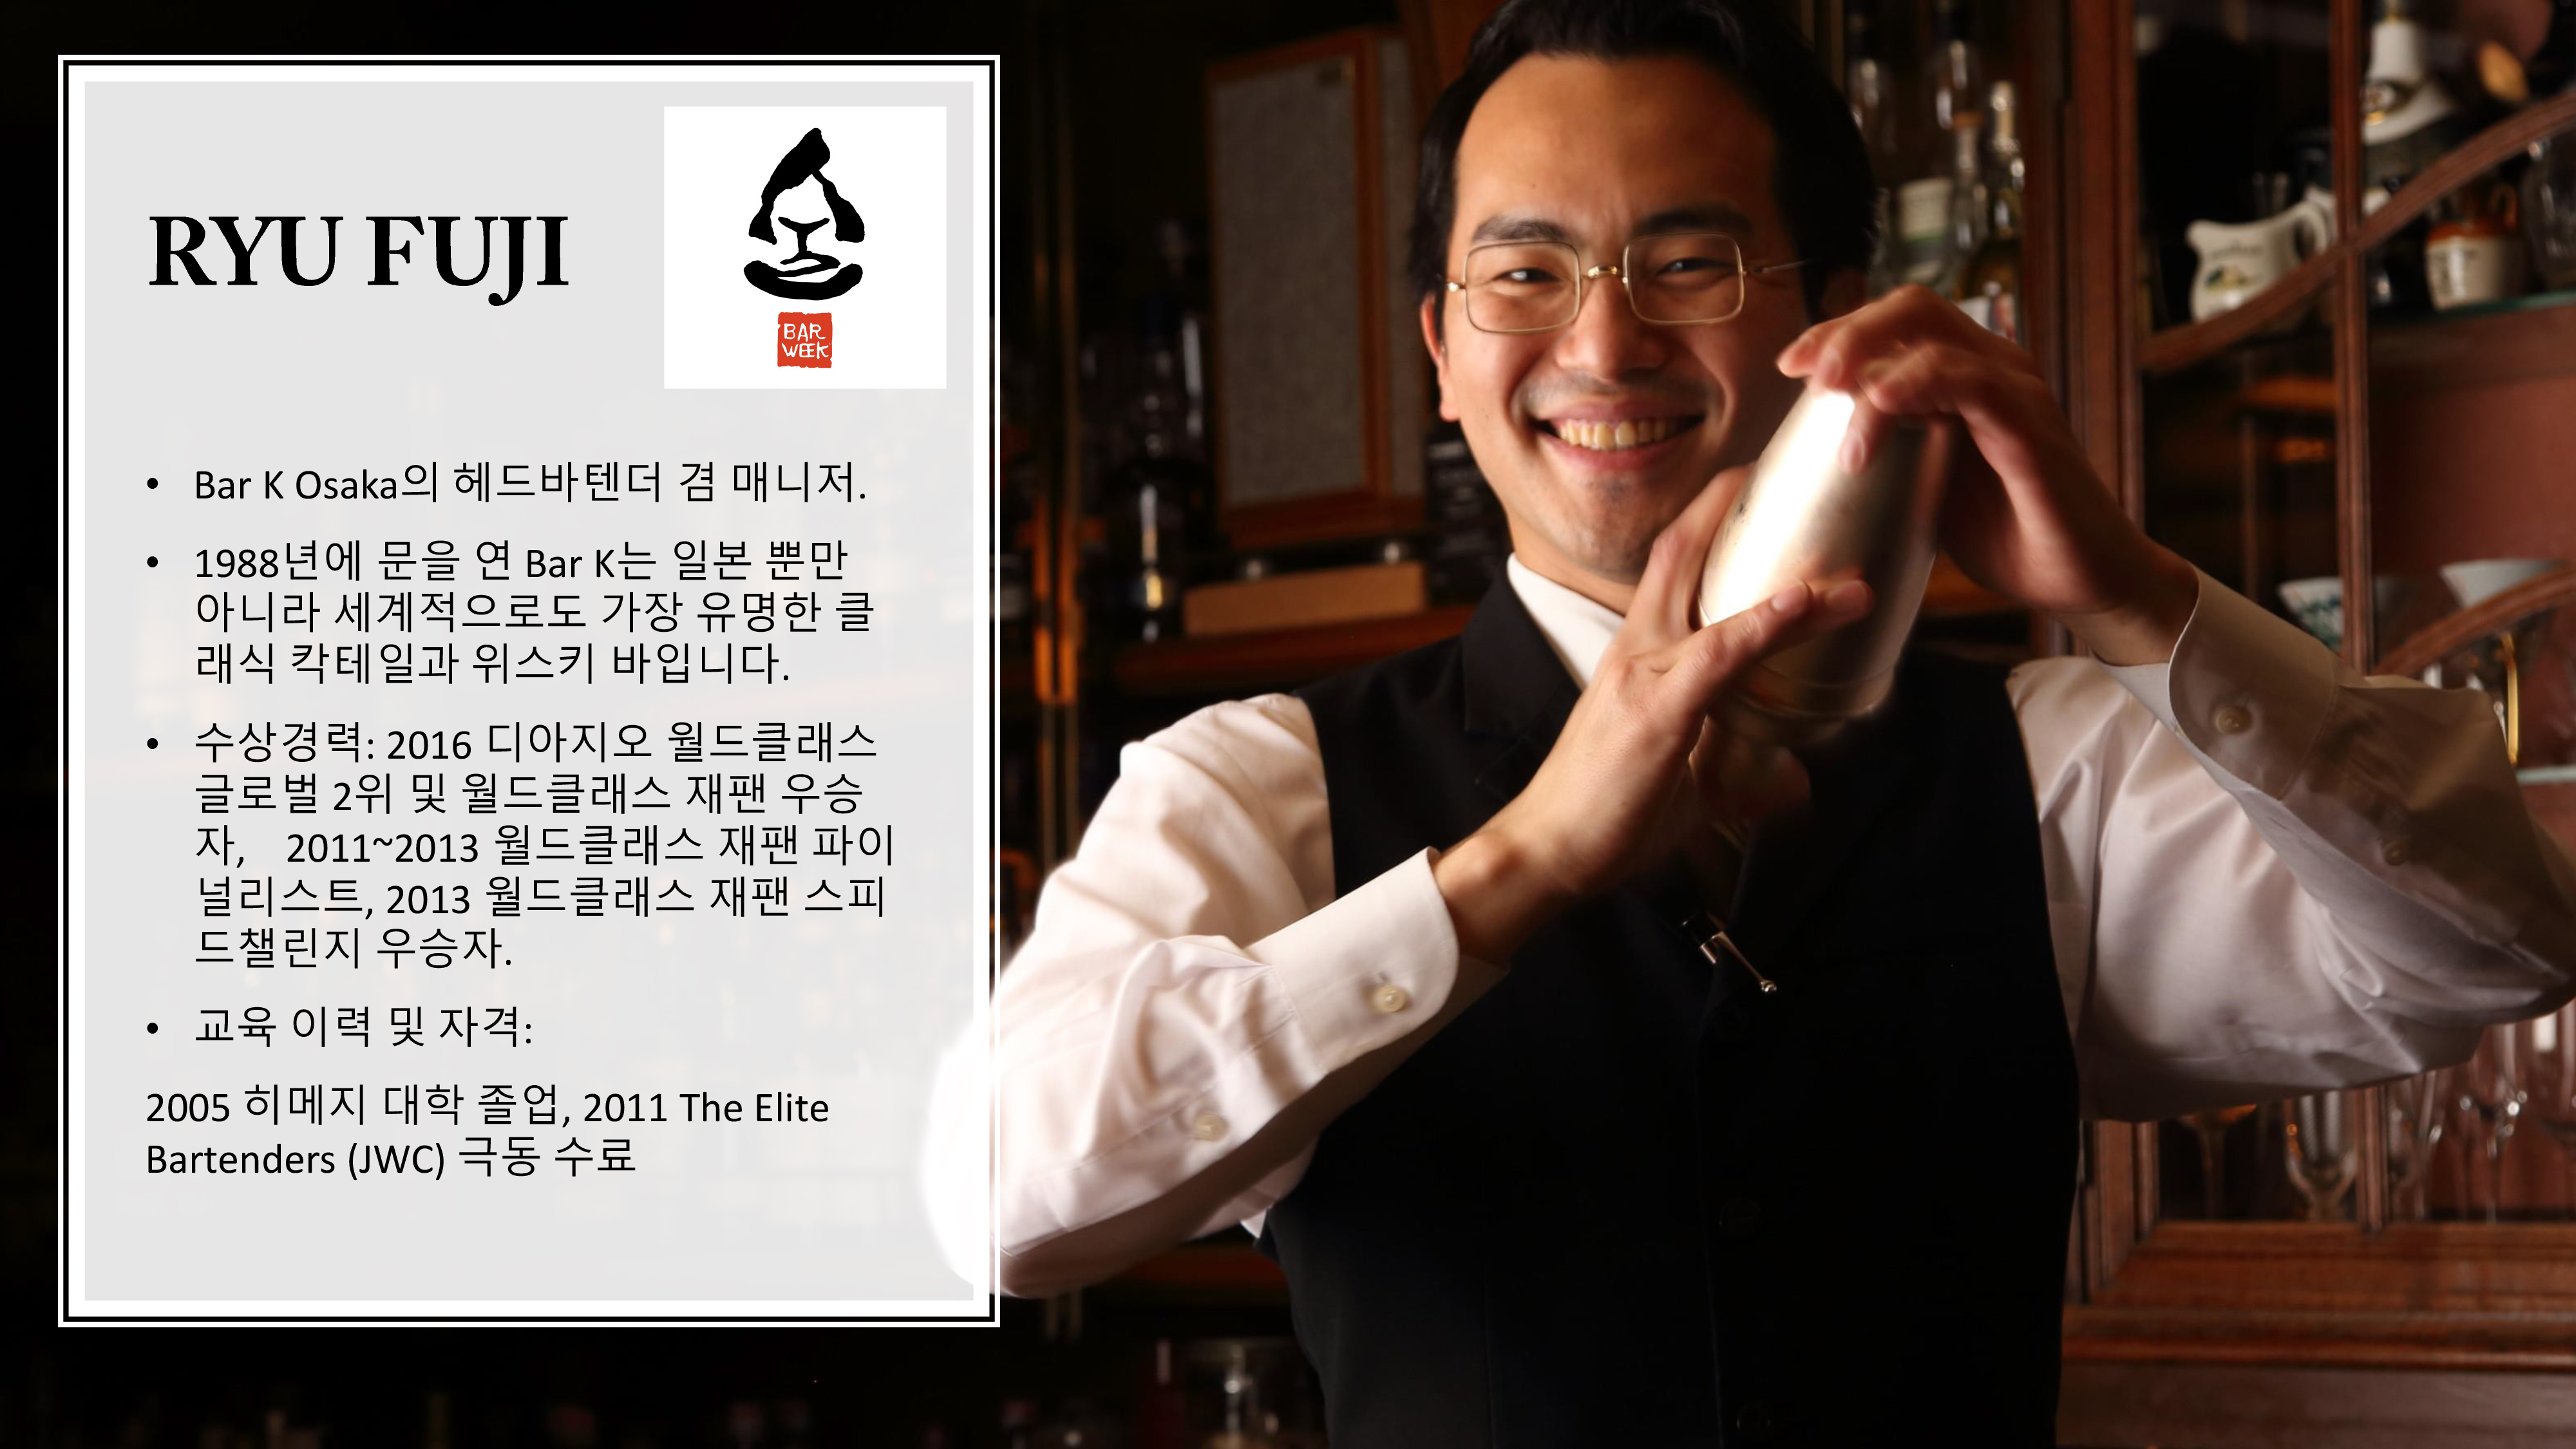 RYU FUJI
BAR
WEEK
• Bar K Osaka의 헤드바텐더 겸 매니저.
• 1988년에 문을 연 Bar K는 일본 뿐만
아니라 세계적으로도 가장 유명한 클
래식 칵테일과 위스키 바입니다.
• 수상경력: 2016 디아지오 월드클래스
글로벌 2위 및 월드클래스 재팬 우승
자, 2011~2013 월드클래스 재팬 파이
널리스트, 2013 월드클래스 재팬 스피
드챌린지 우승자.
• 교육 이력 및 자격:
2005 히메지 대학 졸업, 2011 The Elite
Bartenders (JWC) 극동 수료